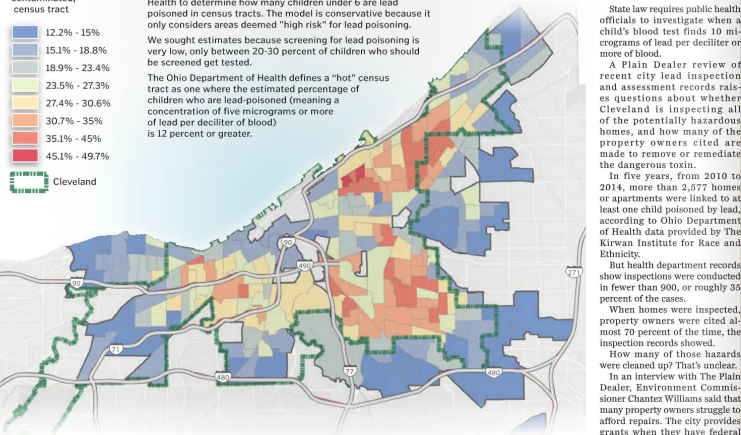 contaminated,
census tract
12.2% - 15%
15.1% - 18.8%
18.9% - 23.4%
23.5% - 27.3%
27.4% - 30.6%
30.7% - 35%
35.1% - 45%
45.1% - 49.7%
Cleveland
Health to determine how many children under 6 are lead
poisoned in census tracts. The model is conservative because it
only considers areas deemed "high risk" for lead poisoning.
We sought estimates because screening for lead poisoning is
very low, only between 20-30 percent of children who should
be screened get tested.
The Ohio Department of Health defines a "hot" census
tract as one where the estimated percentage of
children who are lead-poisoned (meaning a
concentration of five micrograms or more
of lead per deciliter of blood)
is 12 percent or greater.
90
490
90
271
71
77
480
480
State law requires public health
officials to investigate when a
child's blood test finds 10 mi-
crograms of lead per deciliter or
more of blood.
A Plain Dealer review of
recent city lead inspection
and assessment records rais-
es questions about whether
Cleveland is inspecting all
of the potentially hazardous
homes, and how many of the
property owners cited are
made to remove or remediate
the dangerous toxin.
In five years, from 2010 to
2014, more than 2,577 homes
or apartments were linked to at
least one child poisoned by lead,
according to Ohio Department
of Health data provided by The
Kirwan Institute for Race and
Ethnicity.
But health department records
show inspections were conducted
in fewer than 900, or roughly 35
percent of the cases.
When homes were inspected,
property owners were cited al-
most 70 percent of the time, the
inspection records showed.
How many of those hazards
were cleaned up? That's unclear.
In an interview with The Plain
Dealer, Environment Commis-
sioner Chantez Williams said that
many property owners struggle to
afford repairs. The city provides
grants when they have federal